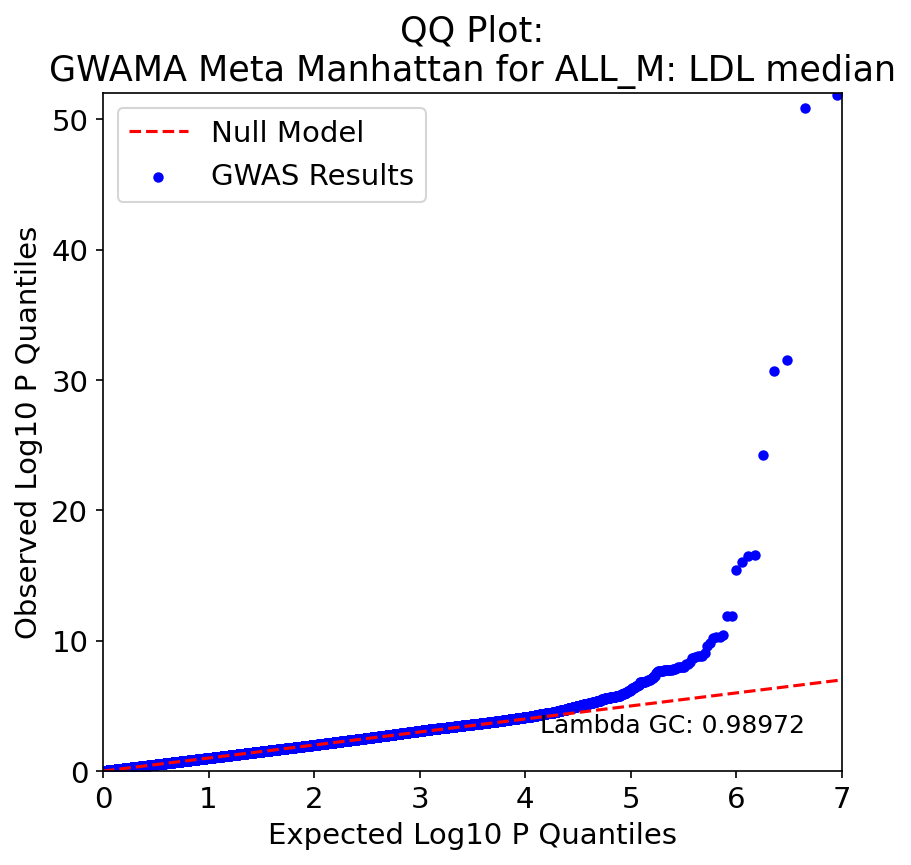 QQ Plot:
GWAMA Meta Manhattan for ALL_M: LDL median
Null Model
GWAS Results
50
40
30
20
10
0
Observed Log10 P Quantiles
Lambda GC: 0.98972
0 1 2 3 4 5 6 7
Expected Log10 P Quantiles